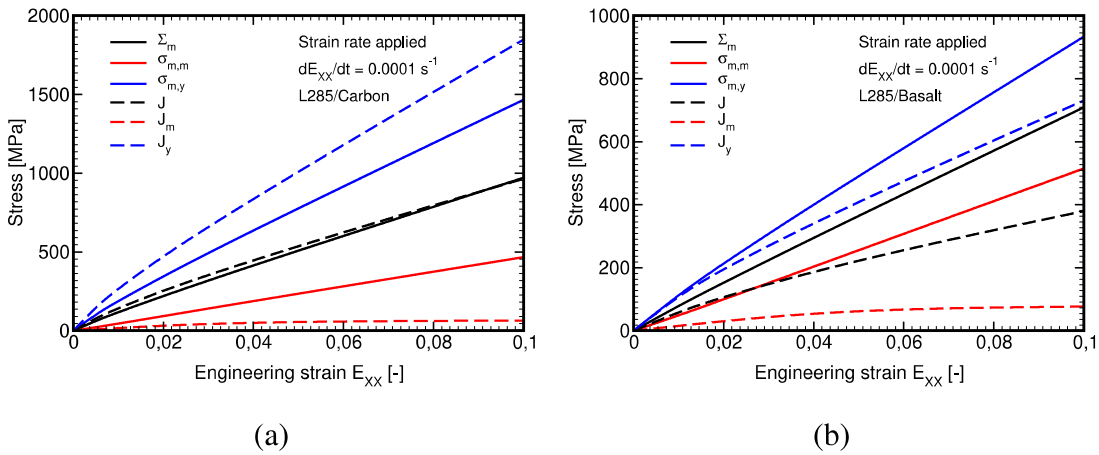 2000
1500
1000
500
0
Stress [MPa]
Σm
σm,m
σm,y
J
Jm
Jy
Strain rate applied
dEXX/dt = 0.0001 s-1
L285/Carbon
0
0,02
0,04
0,06
0,08
0,1
Engineering strain EXX [-]
(a)
1000
800
600
400
200
0
Stress [MPa]
Σm
σm,m
σm,y
J
Jm
Jy
Strain rate applied
dEXX/dt = 0.0001 s-1
L285/Basalt
0
0,02
0,04
0,06
0,08
0,1
Engineering strain EXX [-]
(b)